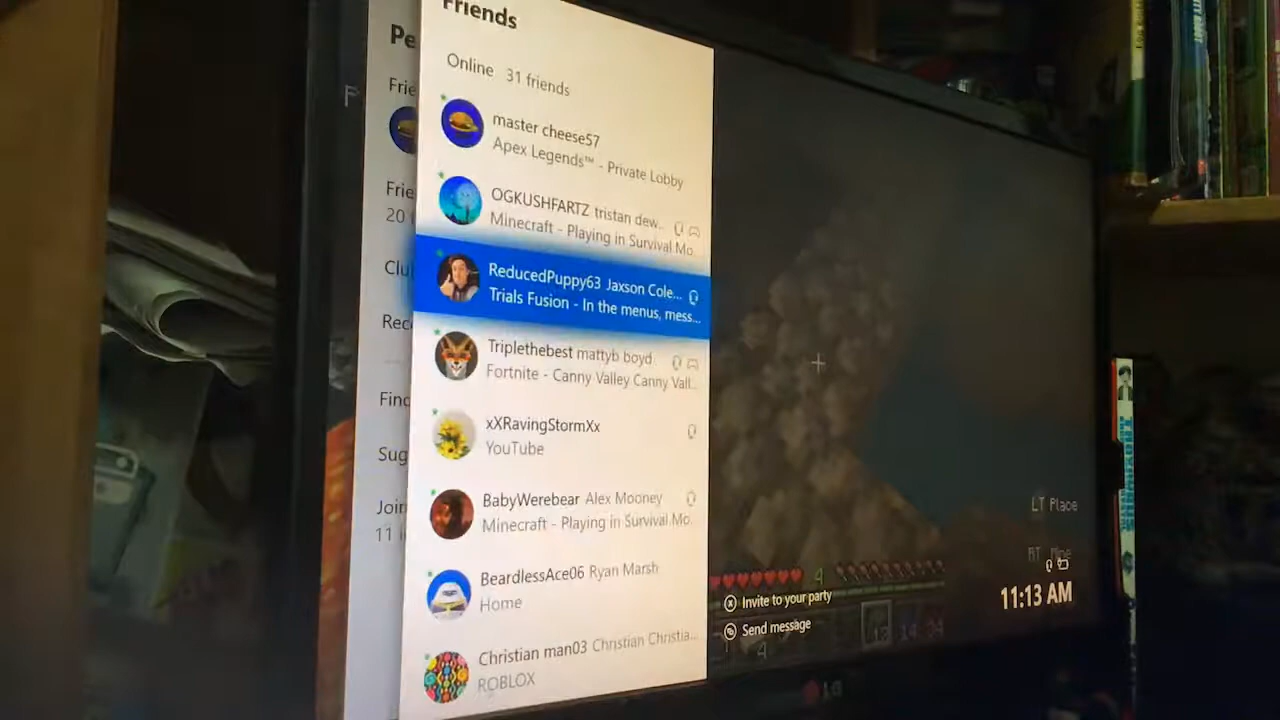 Friends
Online 31 friends
master cheese57
Apex Legends™ - Private Lobby
OGKUSHFARTZ tristan dew...
Minecraft - Playing in Survival Mo...
ReducedPuppy63 Jaxson Cole...
Trials Fusion - In the menus, mess...
Triplethebest mattyb boyd
Fortnite - Canny Valley Canny Vall...
xXRavingStormXx
YouTube
BabyWerebear Alex Mooney
Minecraft - Playing in Survival Mo...
BeardlessAce06 Ryan Marsh
Home
Christian man03 Christian Christia...
ROBLOX
Pe
Frie
Frie
20
Clu
Rec
Find
Sug
Join
11
LT Place
RT Mine
11:13 AM
4
Invite to your party
Send message
4
LG